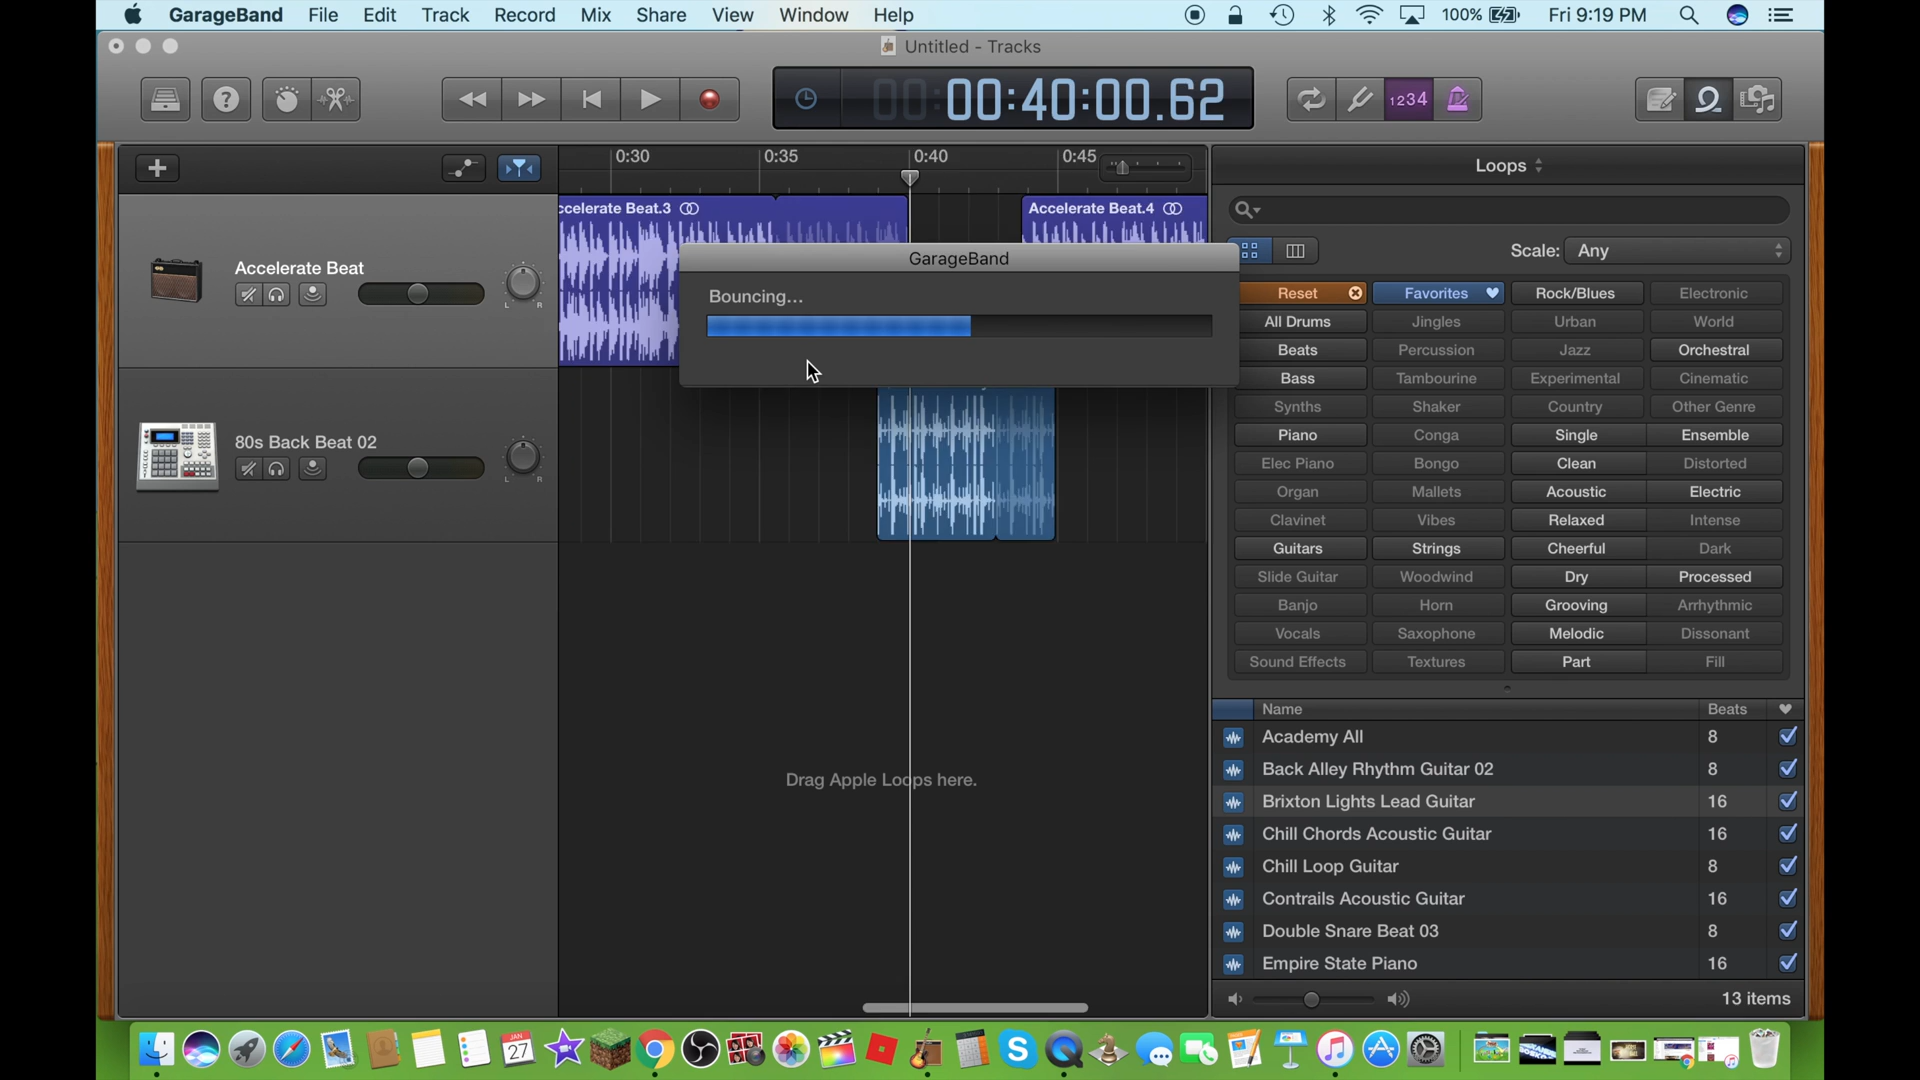 GarageBand File Edit Track Record Mix Share View Window Help 100% Fri 9:19 PM
Untitled - Tracks
00:00:40:00.62
1234
0:30 0:35 0:40 0:45
Loops
ccelerate Beat.3
Accelerate Beat.4
Accelerate Beat
L R
80s Back Beat 02
L R
GarageBand
Bouncing...
Drag Apple Loops here.
Scale: Any
Reset Favorites Rock/Blues Electronic
All Drums Jingles Urban World
Beats Percussion Jazz Orchestral
Bass Tambourine Experimental Cinematic
Synths Shaker Country Other Genre
Piano Conga Single Ensemble
Elec Piano Bongo Clean Distorted
Organ Mallets Acoustic Electric
Clavinet Vibes Relaxed Intense
Guitars Strings Cheerful Dark
Slide Guitar Woodwind Dry Processed
Banjo Horn Grooving Arrhythmic
Vocals Saxophone Melodic Dissonant
Sound Effects Textures Part Fill
Name Beats
Academy All 8
Back Alley Rhythm Guitar 02 8
Brixton Lights Lead Guitar 16
Chill Chords Acoustic Guitar 16
Chill Loop Guitar 8
Contrails Acoustic Guitar 16
Double Snare Beat 03 8
Empire State Piano 16
13 items
JAN
27